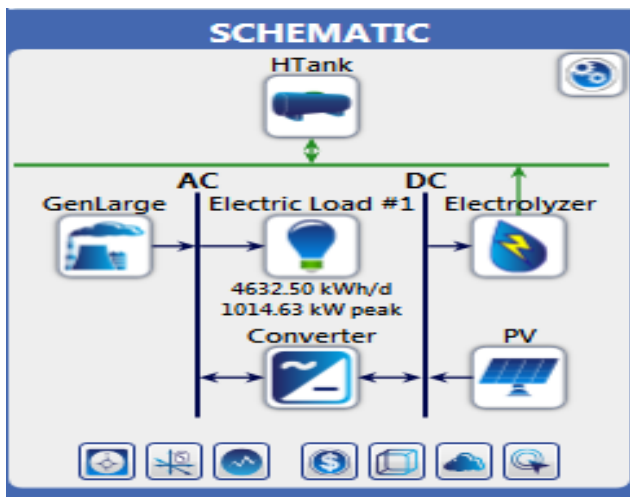 SCHEMATIC
HTank
AC
DC
GenLarge
Electric Load #1
Electrolyzer
4632.50 kWh/d
1014.63 kW peak
Converter
PV